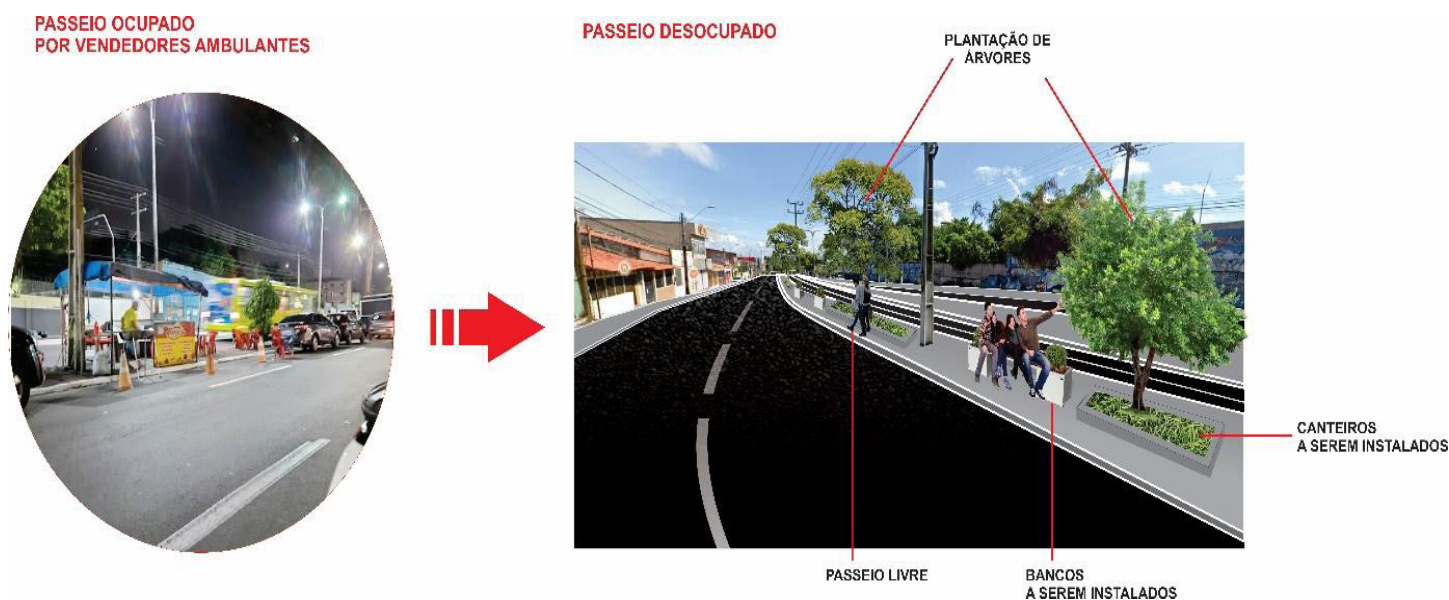 PASSEIO OCUPADO
POR VENDEDORES AMBULANTES
PASSEIO DESOCUPADO
PLANTAÇÃO DE
ÁRVORES
CANTEIROS
A SEREM INSTALADOS
PASSEIO LIVRE
BANCOS
A SEREM INSTALADOS